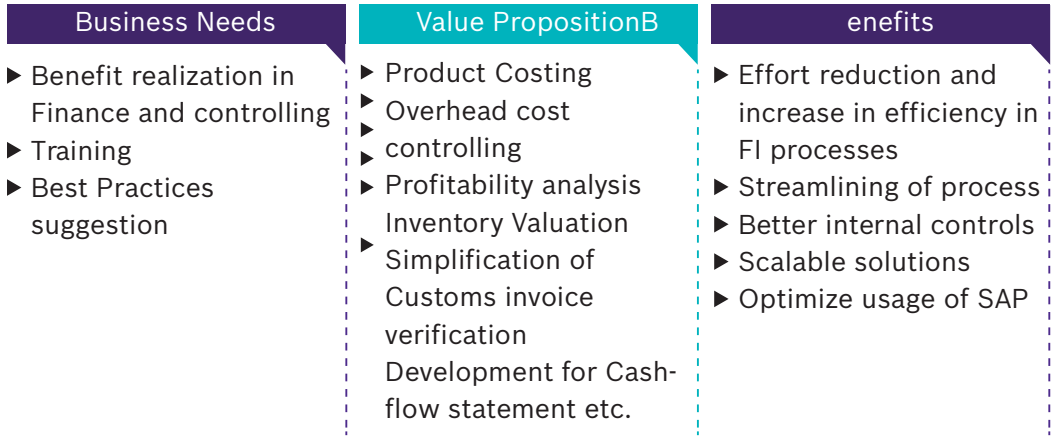 Business Needs
▶ Benefit realization in
Finance and controlling
▶ Training
▶ Best Practices
suggestion
Value PropositionB
▶ Product Costing
▶ Overhead cost
▶ controlling
▶ Profitability analysis
Inventory Valuation
▶ Simplification of
Customs invoice
verification
Development for Cash-
flow statement etc.
enefits
▶ Effort reduction and
increase in efficiency in
FI processes
▶ Streamlining of process
▶ Better internal controls
▶ Scalable solutions
▶ Optimize usage of SAP